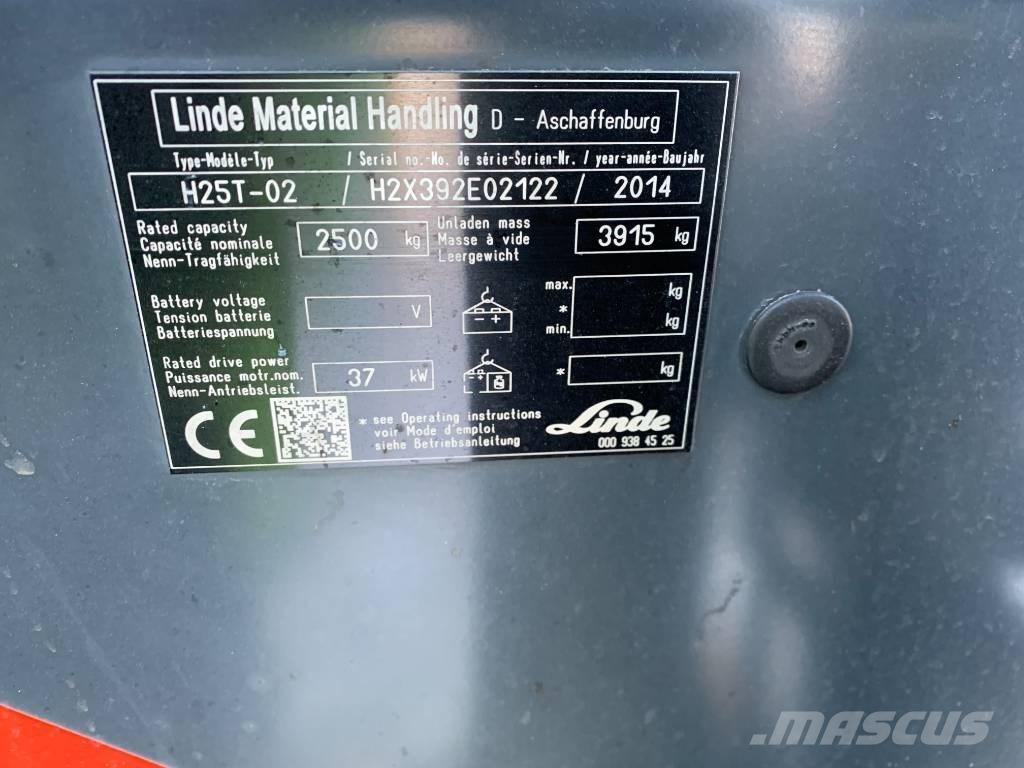 Linde Material Handling D - Aschaffenburg
Type-Modèle-Typ / Serial no.-No. de série-Serien-Nr. / year-année-Baujahr
H25T-02 / H2X392E02122 / 2014
Rated capacity
Capacité nominale
Nenn-Tragfähigkeit
2500 kg
Unladen mass
Masse à vide
Leergewicht
3915 kg
Battery voltage
Tension batterie
Batteriespannung
V
- +
max.
*
min.
kg
kg
Rated drive power
Puissance motr.nom.
Nenn-Antriebsleist.
37 kW
- +
* kg
CE
* see Operating instructions
voir Mode d'emploi
siehe Betriebsanleitung
Linde
000 938 45 25
MASCUS